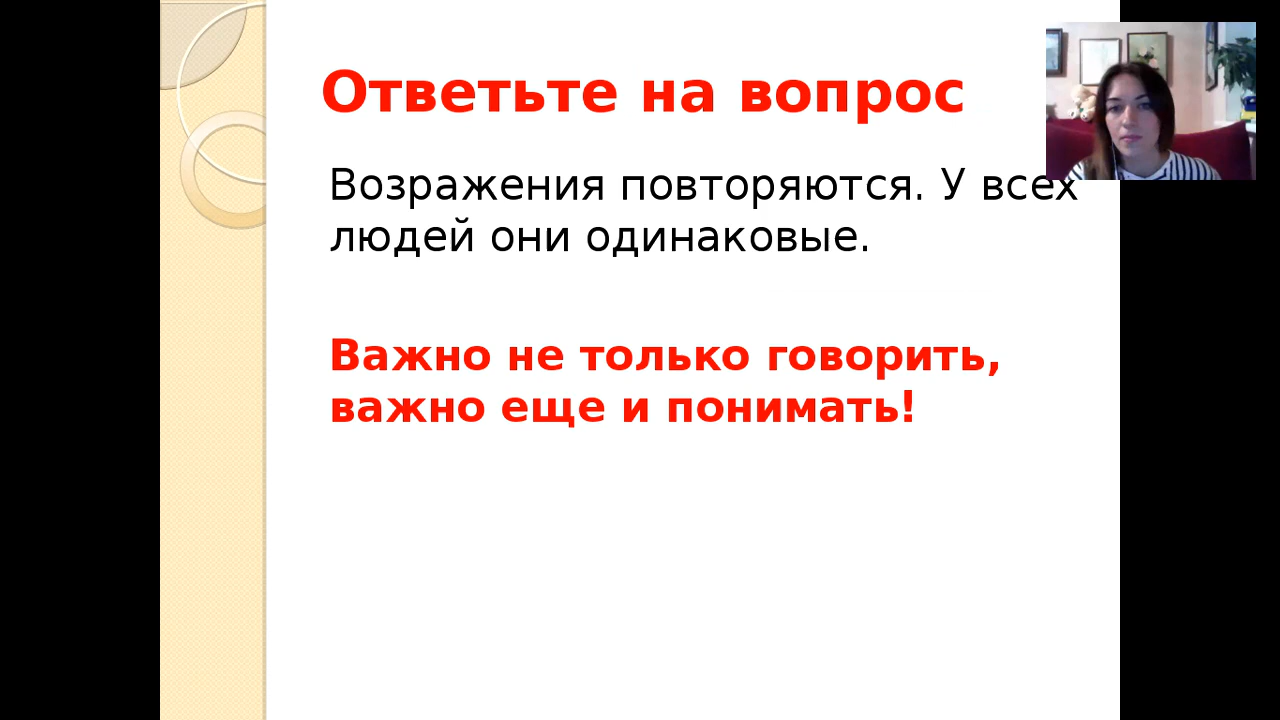 Ответьте на вопрос
Возражения повторяются. У всех
людей они одинаковые.
Важно не только говорить,
важно еще и понимать!